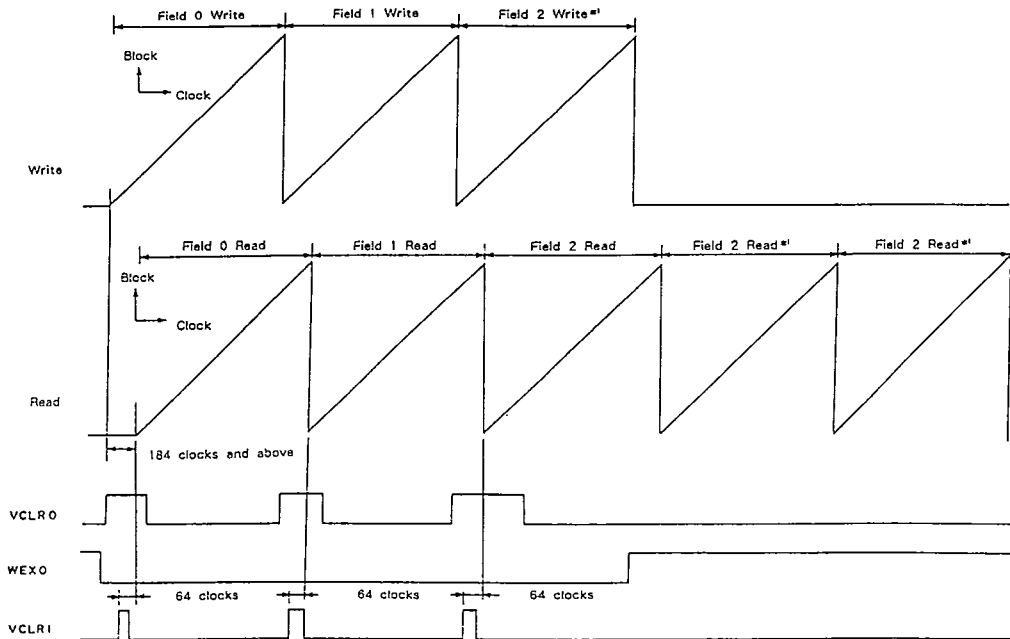 Field 0 Write
Field 1 Write
Field 2 Write*1
Block
Clock
Write
Field 0 Read
Field 1 Read
Field 2 Read
Field 2 Read*1
Field 2 Read*1
Block
Clock
Read
184 clocks and above
VCLR0
WEX0
64 clocks
64 clocks
64 clocks
VCLR1